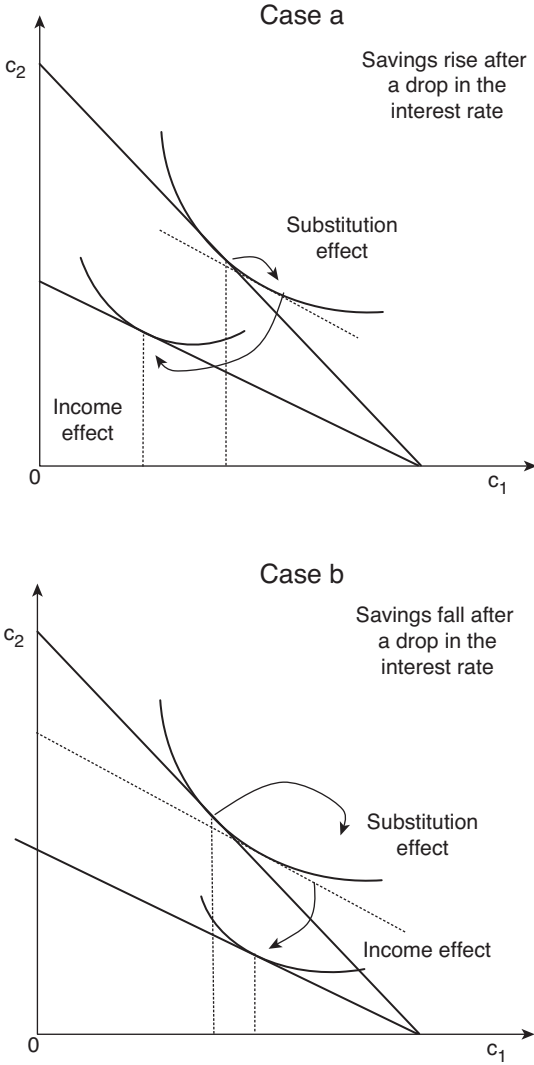 Case a
c2
Savings rise after
a drop in the
interest rate
Substitution
effect
Income
effect
0
c1
Case b
c2
Savings fall after
a drop in the
interest rate
Substitution
effect
Income effect
0
c1